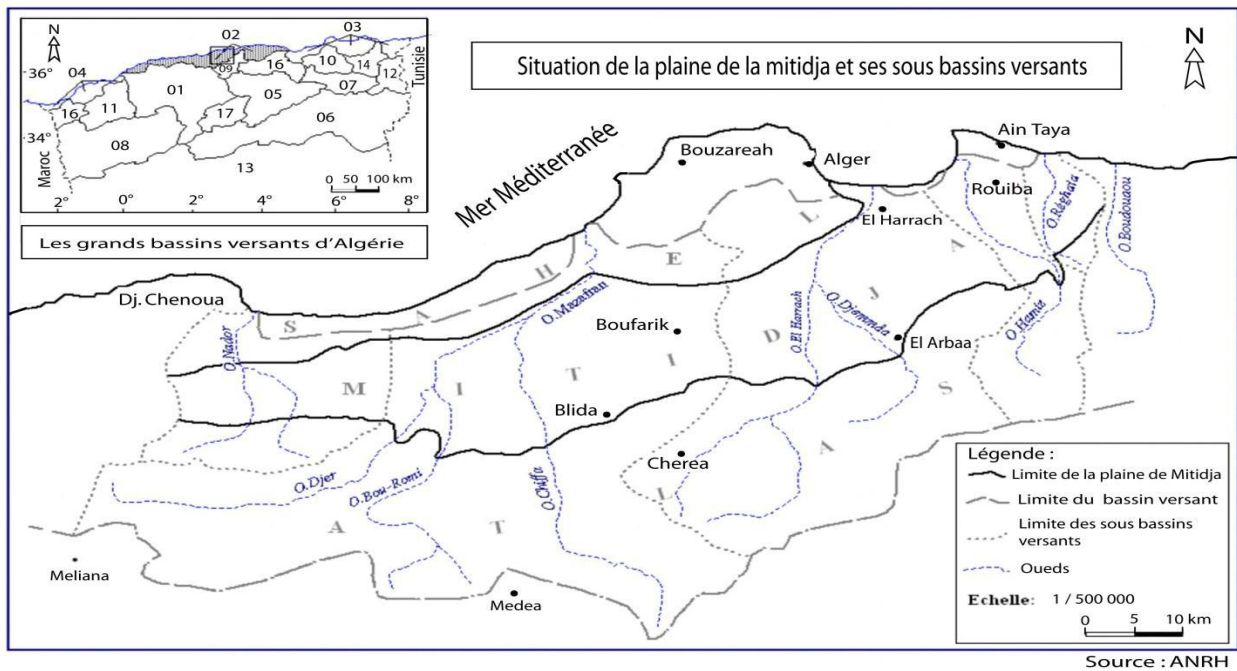 N
02
03
36°
04
09
16
10
14
12
Tunisie
01
05
07
16
11
17
06
34°
08
13
Maroc
0 50 100 km
2° 0° 2° 4° 6° 8°
Les grands bassins versants d'Algérie
Situation de la plaine de la mitidja et ses sous bassins versants
N
Mer Méditerranée
Bouzareah
Alger
Ain Taya
Rouiba
El Harrach
O.Réghaïa
O.Boudouaou
Dj. Chenoua
S A H E L
O.Nador
O.Mazafran
Boufarik
O.El Harrach
O.Djemmda
El Arbaa
O.Hamiz
M I T I D J A
Blida
Cherea
O.Djer
O.Bou-Romi
O.Chiffa
A T L A S
Meliana
Medea
Légende :
Limite de la plaine de Mitidja
Limite du bassin versant
Limite des sous bassins
versants
Oueds
Echelle: 1 / 500 000
0 5 10 km
Source : ANRH